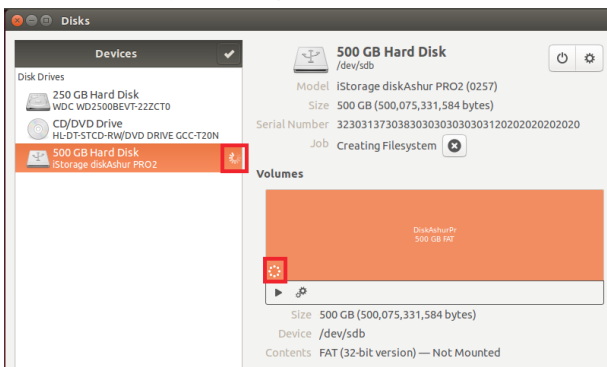 Disks
Devices
Disk Drives
250 GB Hard Disk
WDC WD2500BEVT-22ZCT0
CD/DVD Drive
HL-DT-STCD-RW/DVD DRIVE GCC-T20N
500 GB Hard Disk
iStorage diskAshur PRO2
500 GB Hard Disk
/dev/sdb
Model iStorage diskAshur PRO2 (0257)
Size 500 GB (500,075,331,584 bytes)
Serial Number 3230313730383030303030303120202020202020
Job Creating Filesystem
Volumes
DiskAshurPr
500 GB FAT
Size 500 GB (500,075,331,584 bytes)
Device /dev/sdb
Contents FAT (32-bit version) — Not Mounted